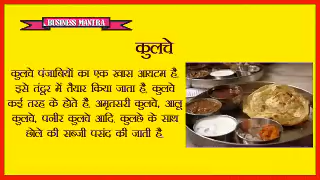 BUSINESS MANTRA
कुलचे
कुलचे पंजाबियों का एक खास आयटम है,
इसे तंदूर में तैयार किया जाता है, कुलचे
कई तरह के होते है, अमृतसरी कुलचे, आलू
कुलचे, पनीर कुलचे आदि, कुलछे के साथ
छोले की सब्जी पसंद की जाती है